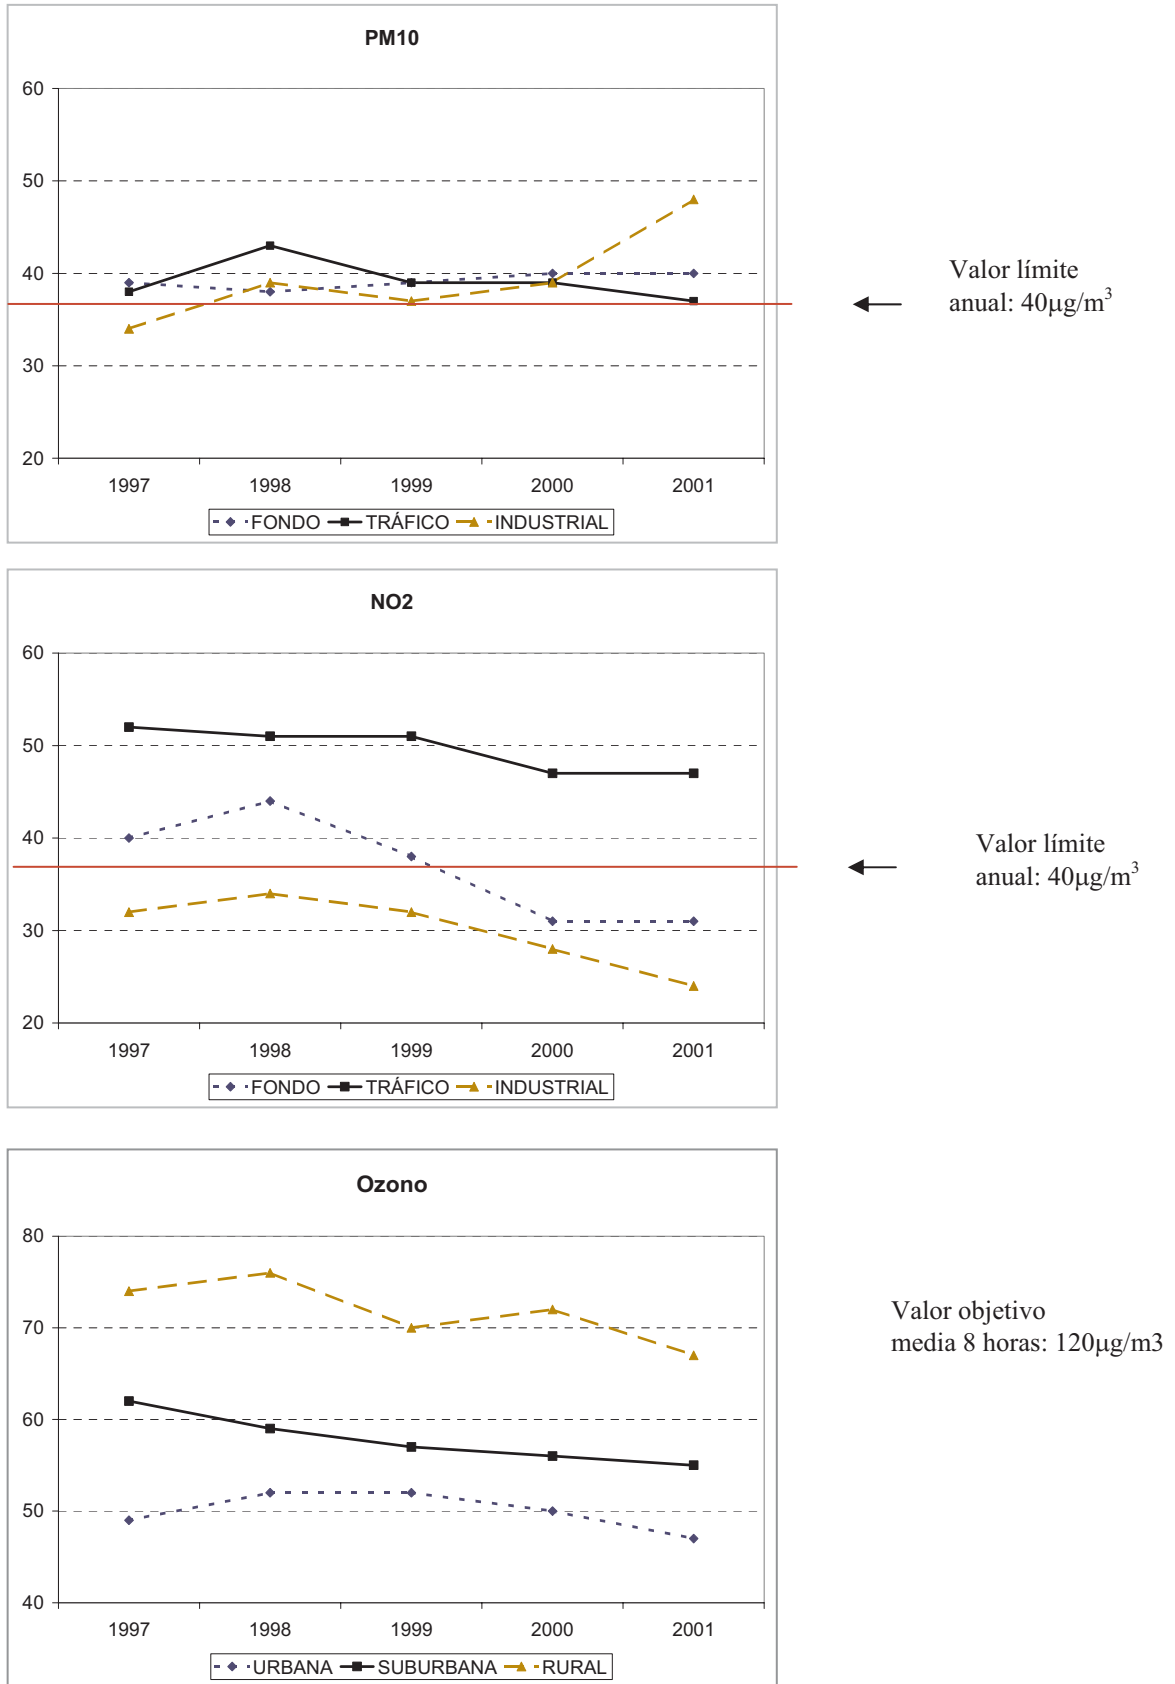 PM10
60
50
40
30
20
1997 1998 1999 2000 2001
FONDO TRÁFICO INDUSTRIAL
Valor límite
anual: 40µg/m³
NO2
60
50
40
30
20
1997 1998 1999 2000 2001
FONDO TRÁFICO INDUSTRIAL
Valor límite
anual: 40µg/m³
Ozono
80
70
60
50
40
1997 1998 1999 2000 2001
URBANA SUBURBANA RURAL
Valor objetivo
media 8 horas: 120µg/m3